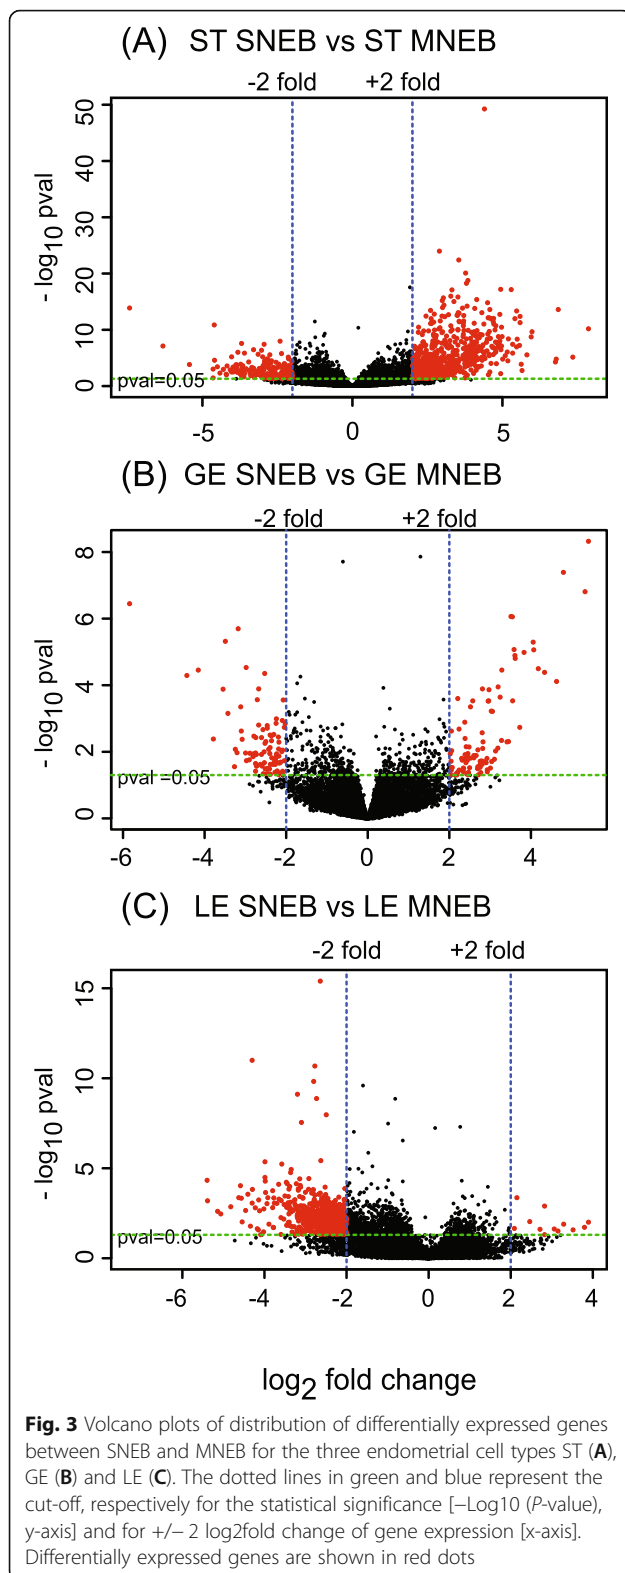 (A) ST SNEB vs ST MNEB
-2 fold +2 fold
50
40
30
20
10
0
- log10 pval
pval=0.05
-5 0 5
(B) GE SNEB vs GE MNEB
-2 fold +2 fold
8
6
4
2
0
- log10 pval
pval =0.05
-6 -4 -2 0 2 4
(C) LE SNEB vs LE MNEB
-2 fold +2 fold
15
10
5
0
- log10 pval
pval=0.05
-6 -4 -2 0 2 4
log2 fold change
Fig. 3 Volcano plots of distribution of differentially expressed genes
between SNEB and MNEB for the three endometrial cell types ST (A),
GE (B) and LE (C). The dotted lines in green and blue represent the
cut-off, respectively for the statistical significance [−Log10 (P-value),
y-axis] and for +/− 2 log2fold change of gene expression [x-axis].
Differentially expressed genes are shown in red dots